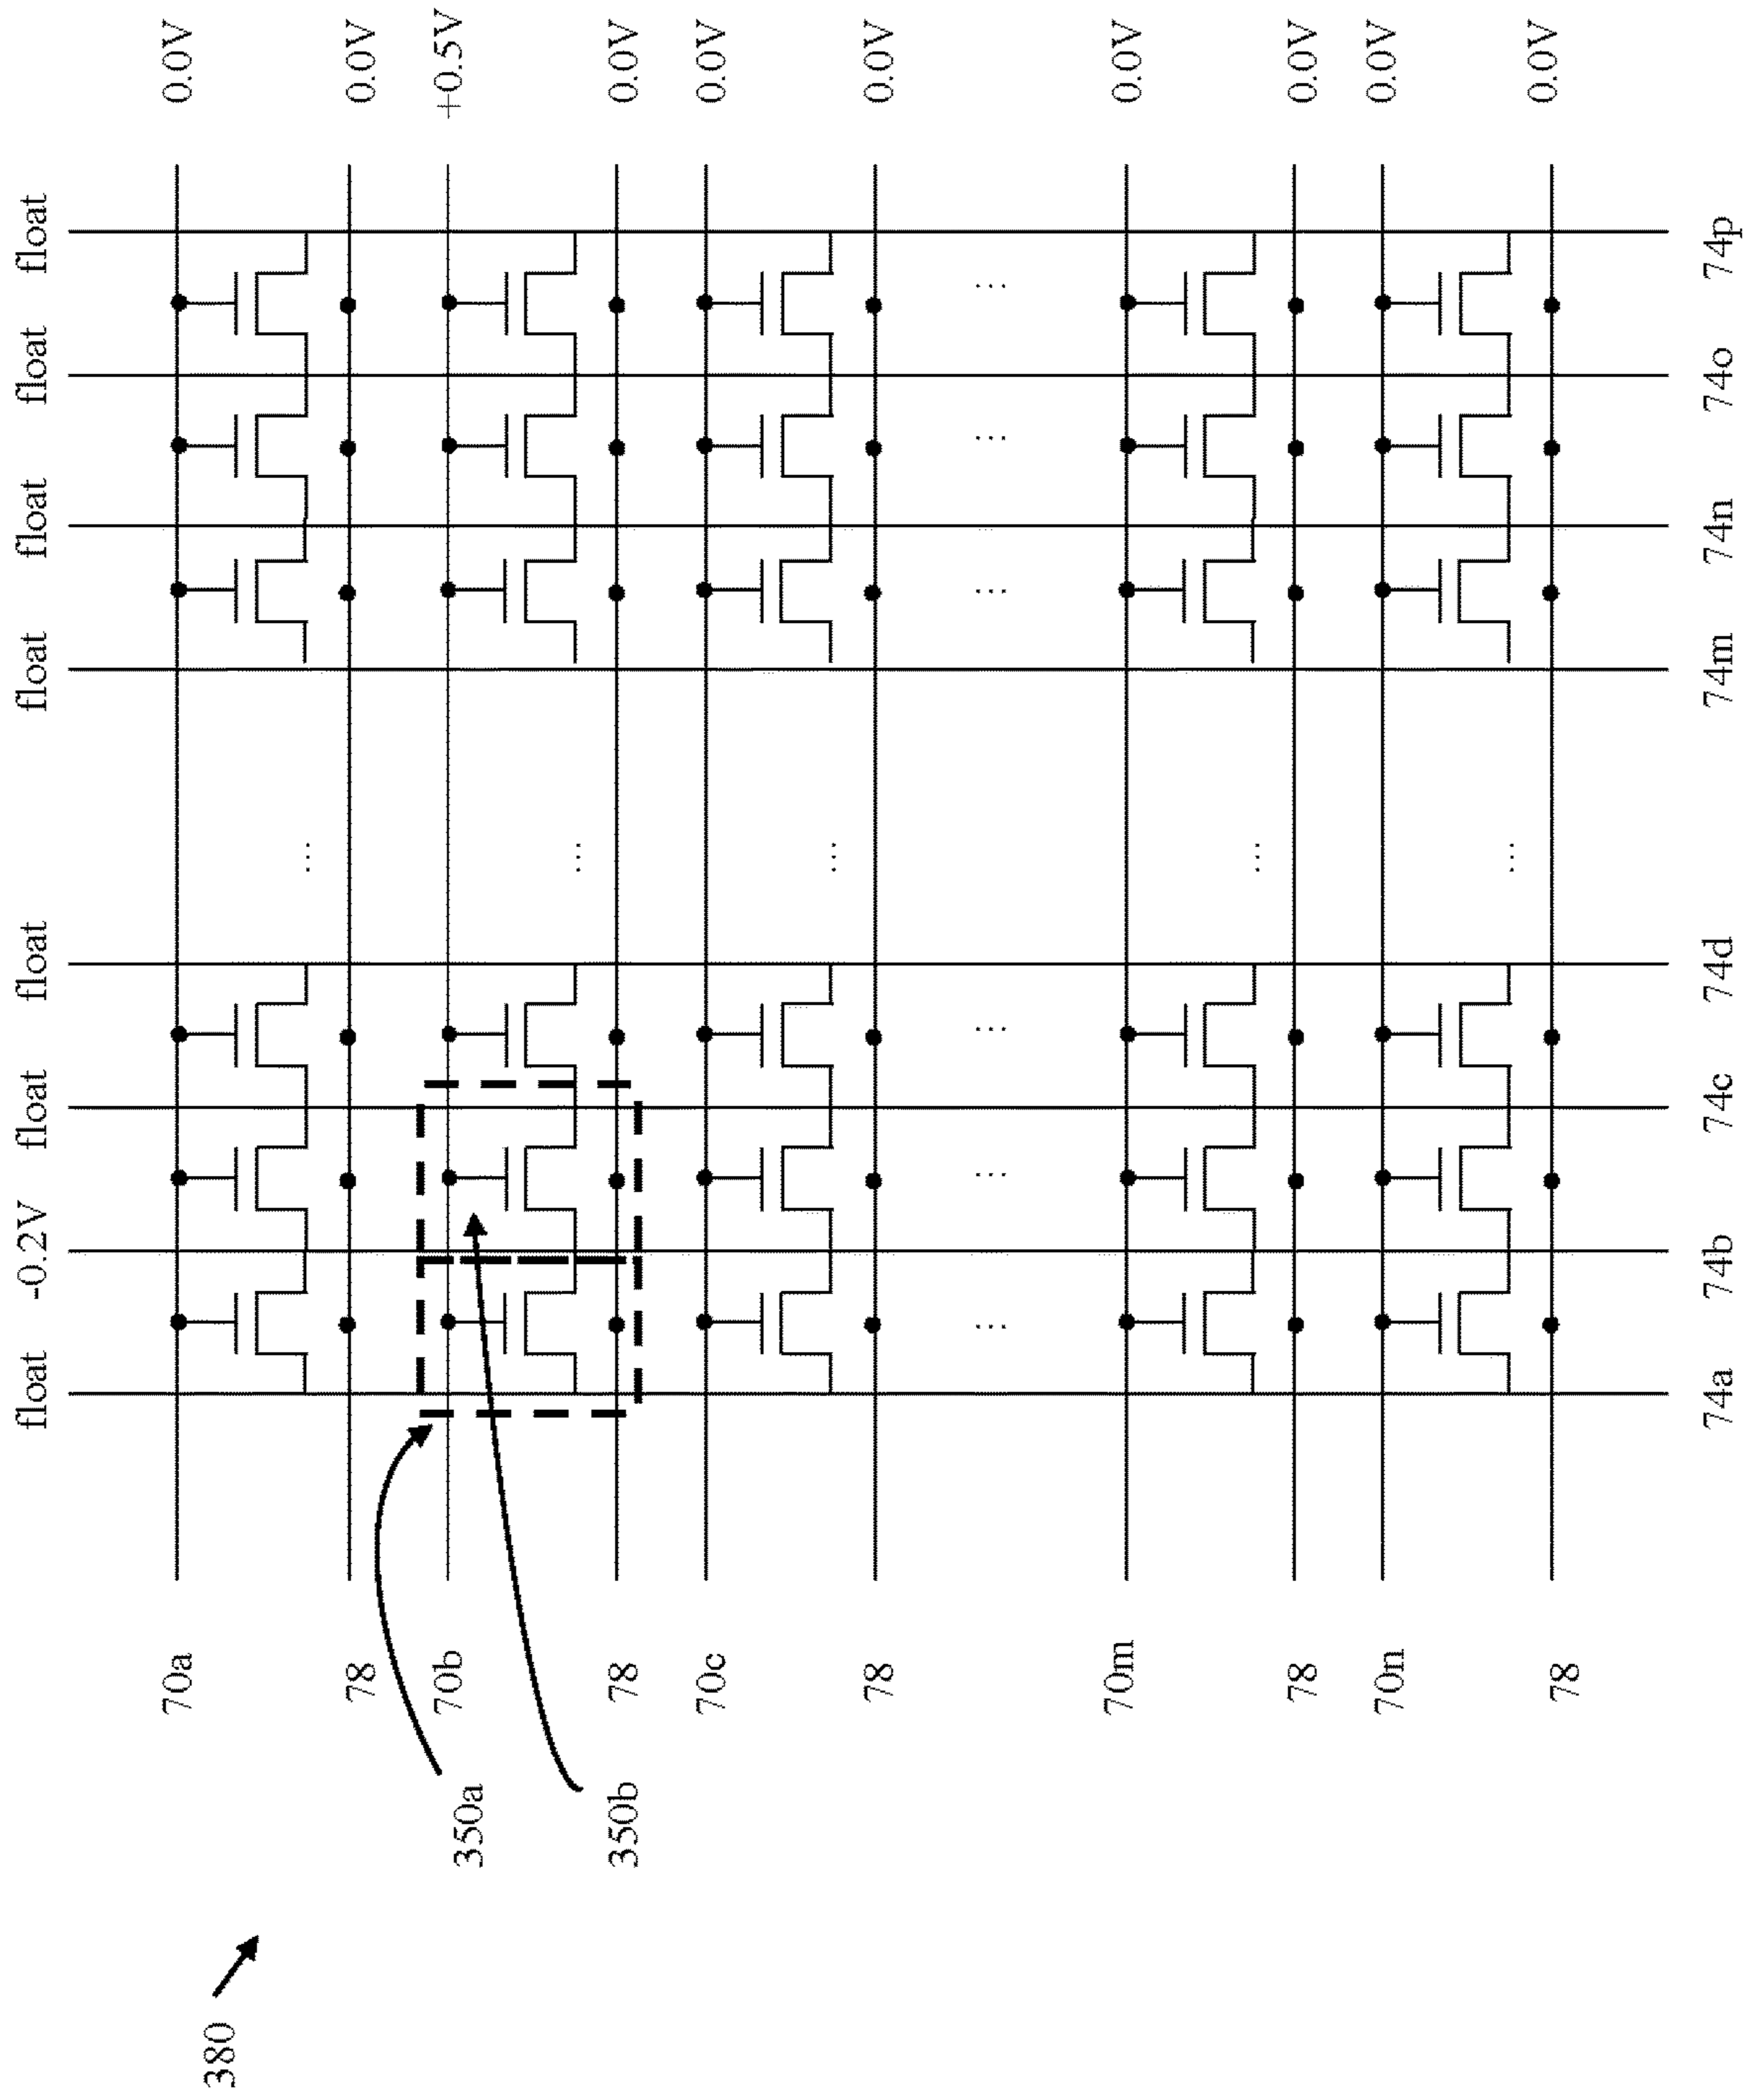 float -0.2V float float float float float float
70a 0.0V
380
78 0.0V
70b +0.5V
350a
78 0.0V
350b
70c 0.0V
78 0.0V
70m 0.0V
78 0.0V
70n 0.0V
78 0.0V
74a 74b 74c 74d 74m 74n 74o 74p